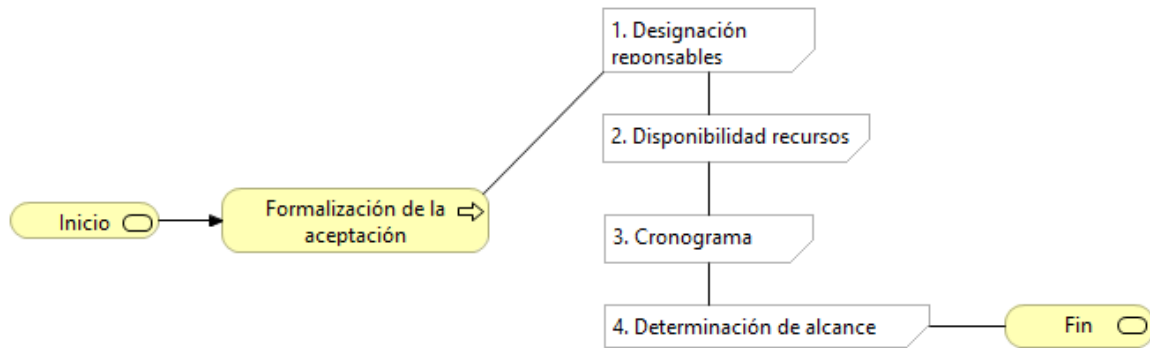 1. Designación
reponsables
2. Disponibilidad recursos
Inicio
Formalización de la
aceptación
3. Cronograma
4. Determinación de alcance
Fin